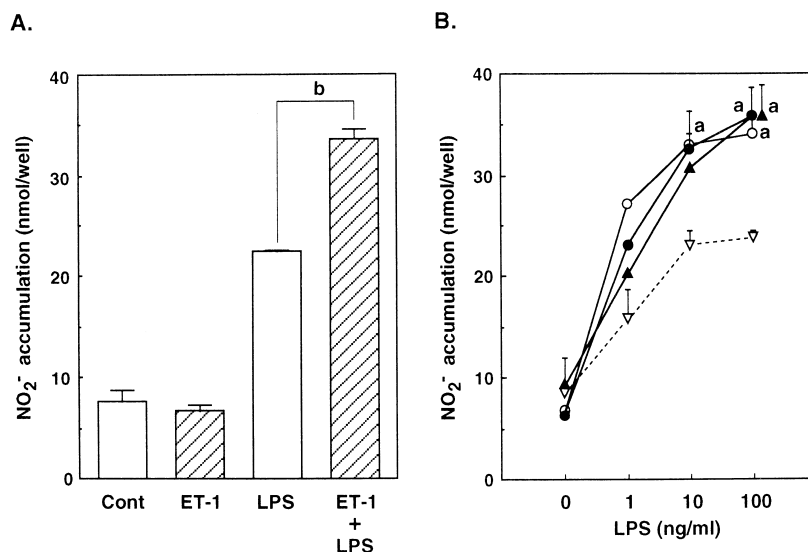 A.
NO2- accumulation (nmol/well)
40
30
20
10
0
b
Cont
ET-1
LPS
ET-1
+
LPS
B.
NO2- accumulation (nmol/well)
40
30
20
10
0
a
a
a
a
0 1 10 100
LPS (ng/ml)